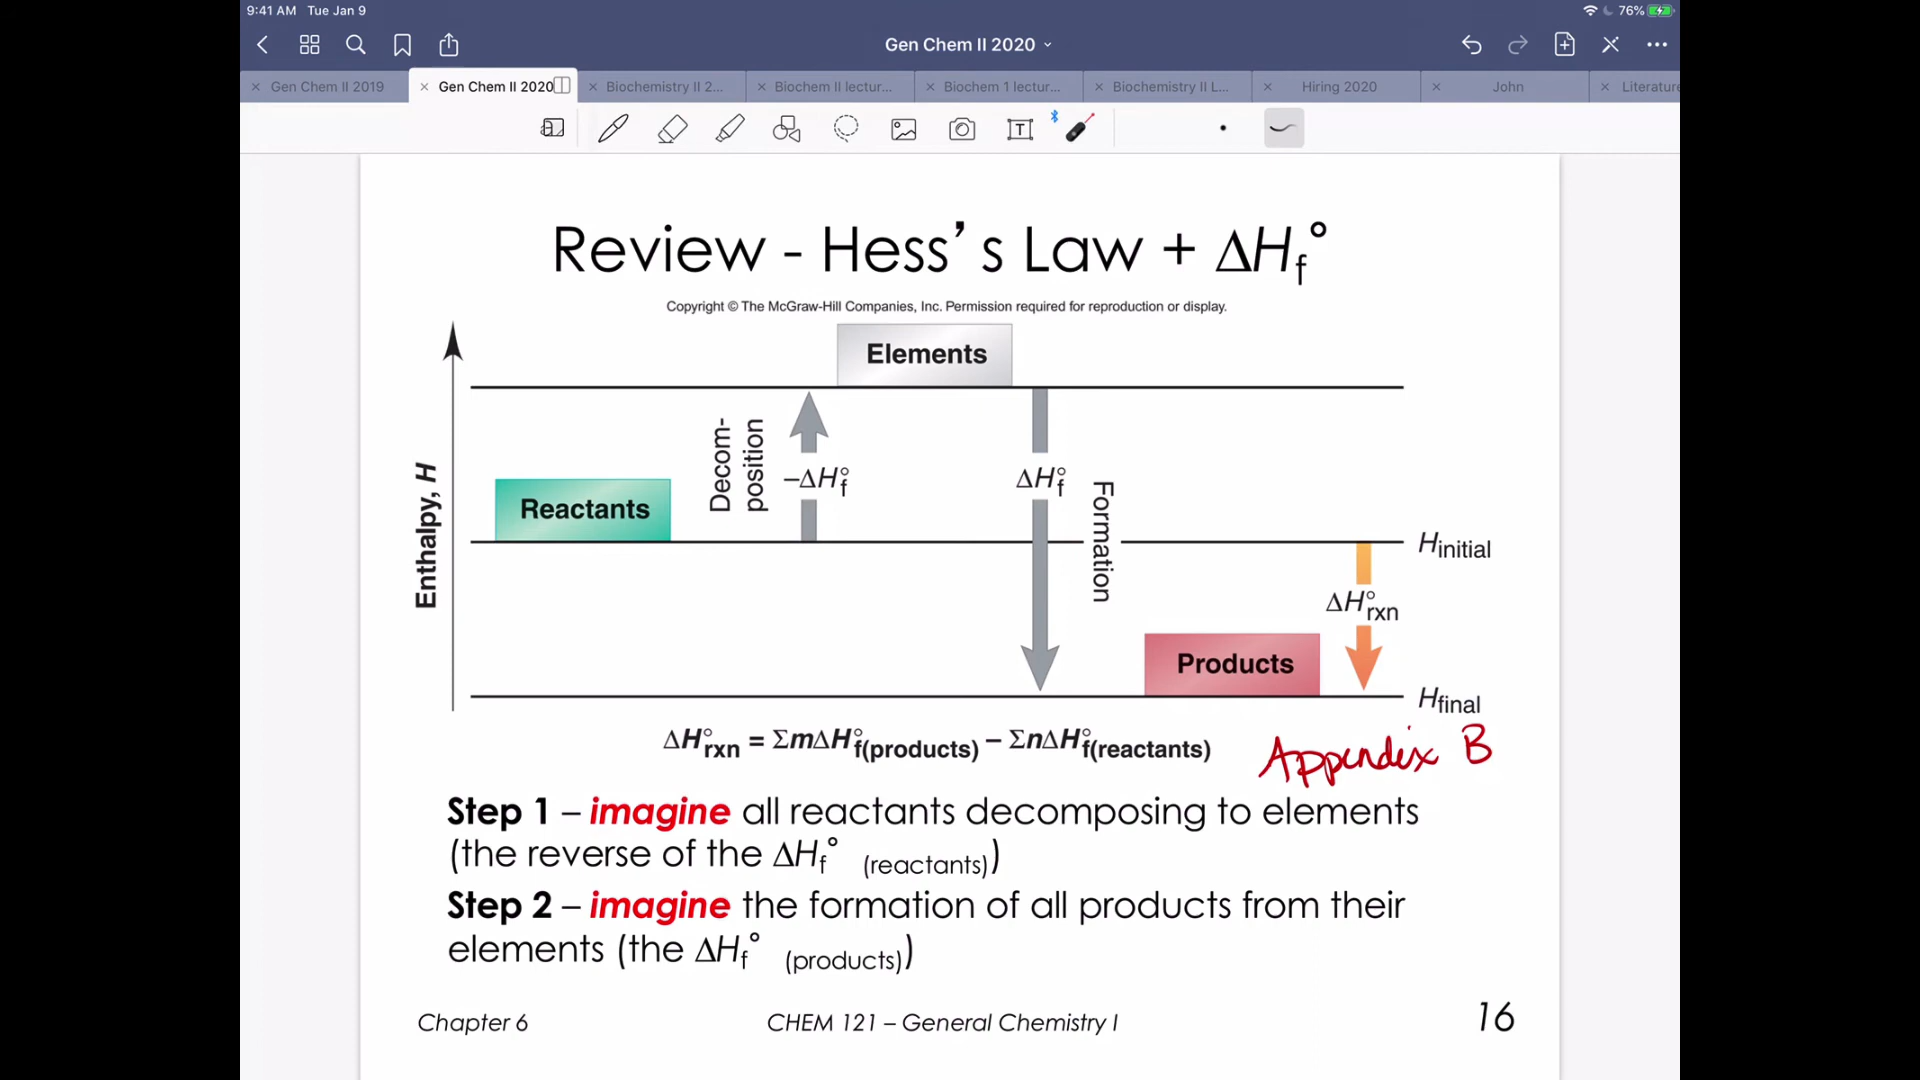 9:41 AM Tue Jan 9
76%
Gen Chem II 2020
Gen Chem II 2019
Gen Chem II 2020
Biochemistry II 2...
Biochem II lectur...
Biochem 1 lectur...
Biochemistry II L...
Hiring 2020
John
Literature
Review - Hess’s Law + ΔHf°
Copyright © The McGraw-Hill Companies, Inc. Permission required for reproduction or display.
Elements
Decom-
position
−ΔH°f
ΔH°f
Formation
Enthalpy, H
Reactants
Hinitial
ΔH°rxn
Products
Hfinal
ΔH°rxn = ΣmΔH°f(products) − ΣnΔH°f(reactants)
Appendix B
Step 1 – imagine all reactants decomposing to elements
(the reverse of the ΔHf° (reactants))
Step 2 – imagine the formation of all products from their
elements (the ΔHf° (products))
Chapter 6
CHEM 121 – General Chemistry I
16